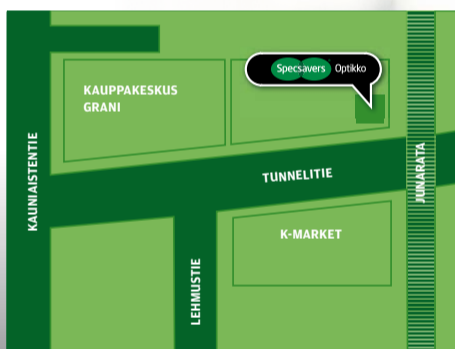 Specsavers Optikko
KAUPPAKESKUS
GRANI
KAUNIAISTENTIE
TUNNELITIE
JUNARATA
K-MARKET
LEHMUSTIE